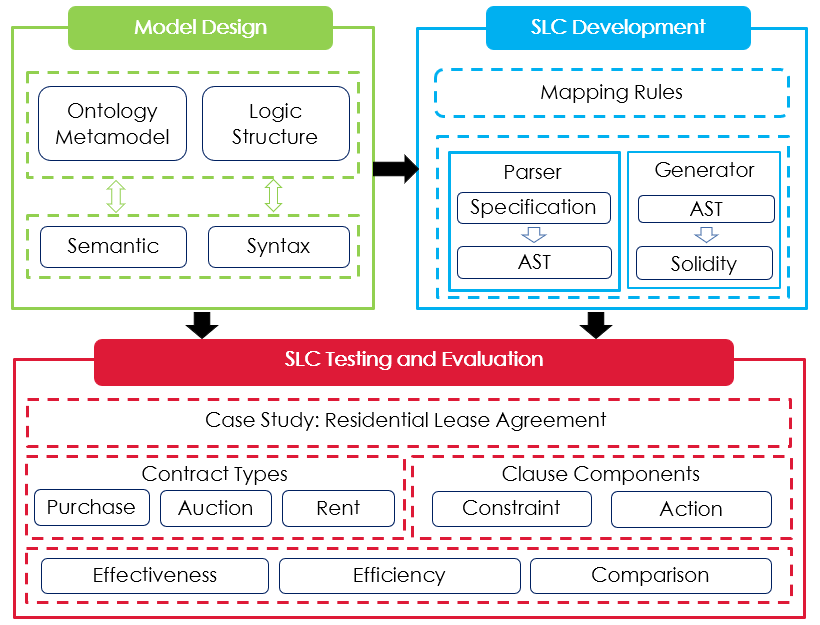 Model Design
Ontology
Metamodel
Logic
Structure
Semantic
Syntax
SLC Development
Mapping Rules
Parser
Specification
AST
Generator
AST
Solidity
SLC Testing and Evaluation
Case Study: Residential Lease Agreement
Contract Types
Purchase
Auction
Rent
Clause Components
Constraint
Action
Effectiveness
Efficiency
Comparison